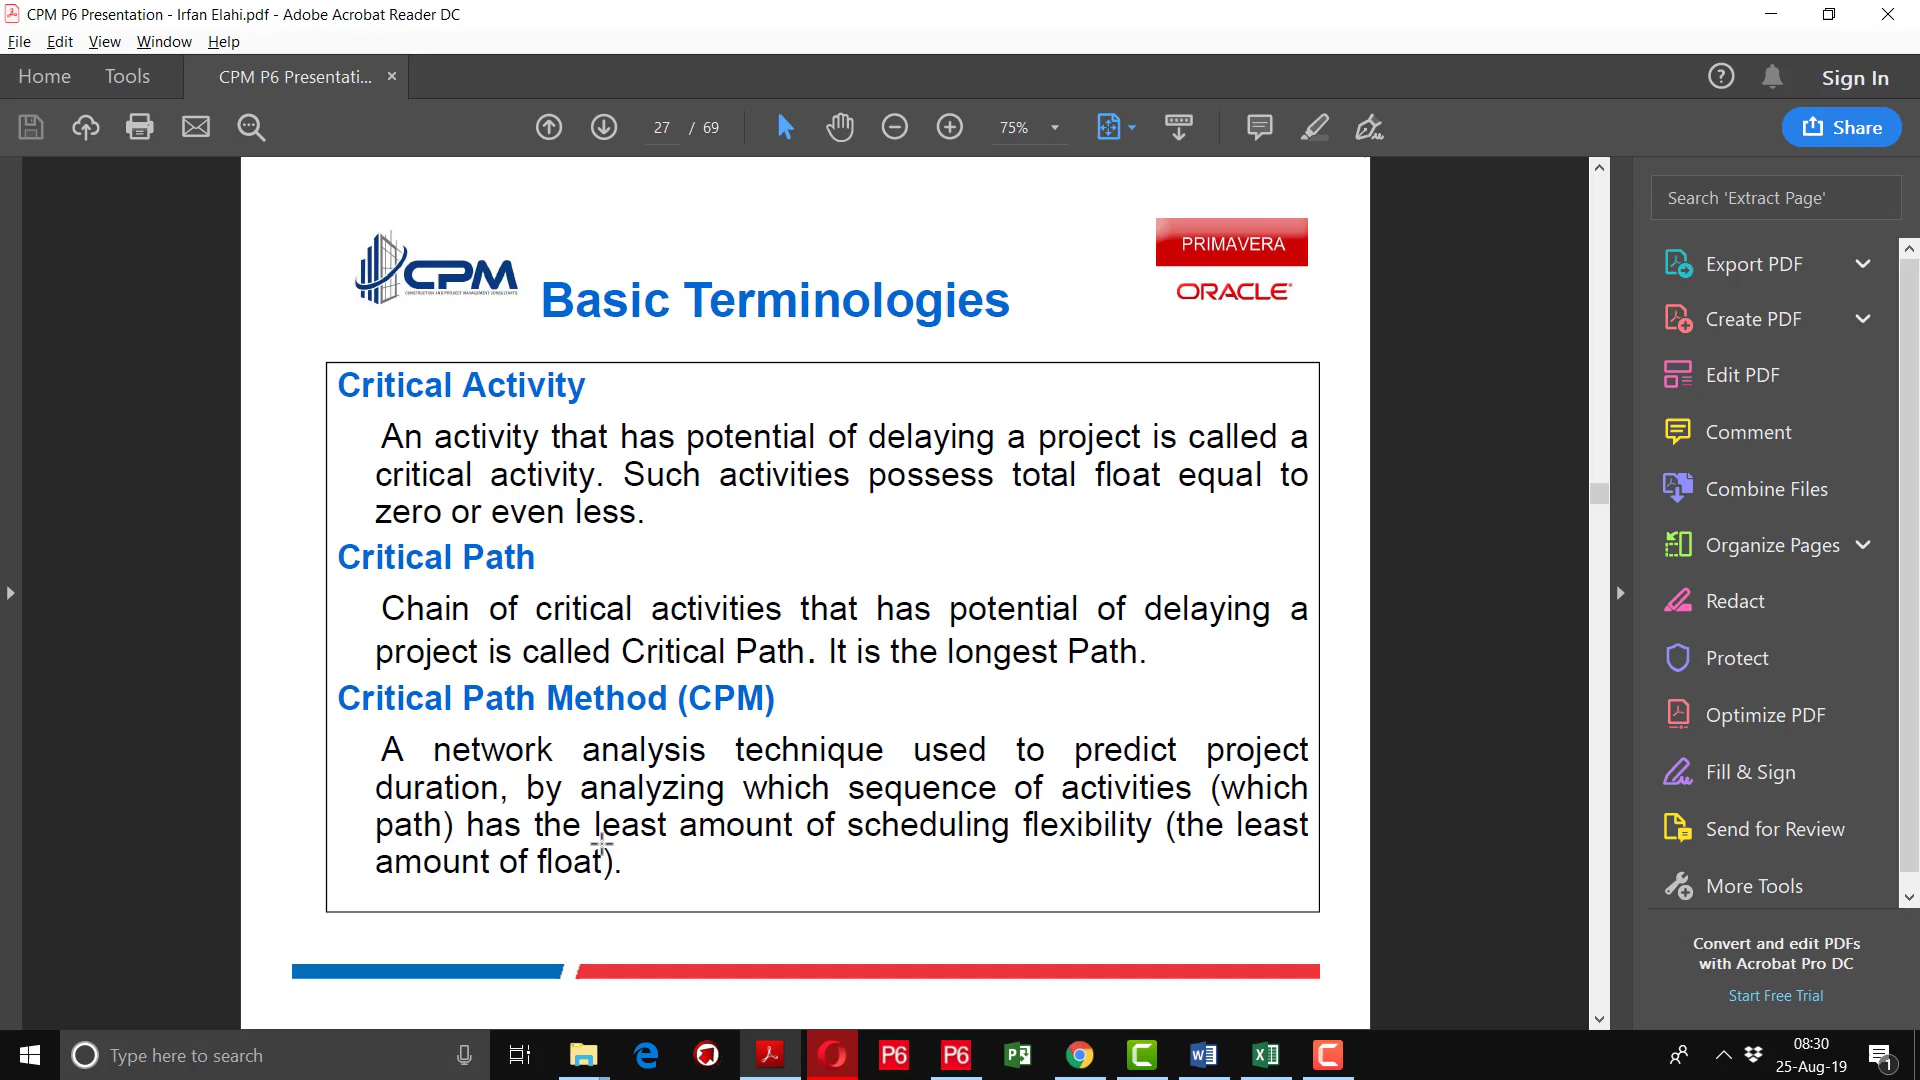 CPM P6 Presentation - Irfan Elahi.pdf - Adobe Acrobat Reader DC
File Edit View Window Help
Home Tools CPM P6 Presentati... × Sign In
27 / 69 75% Share
Search 'Extract Page'
Export PDF
Create PDF
Edit PDF
Comment
Combine Files
Organize Pages
Redact
Protect
Optimize PDF
Fill & Sign
Send for Review
More Tools
Convert and edit PDFs
with Acrobat Pro DC
Start Free Trial
CPM
CONSTRUCTION AND PROJECT MANAGEMENT CONSULTANTS
PRIMAVERA
ORACLE
Basic Terminologies
Critical Activity
An activity that has potential of delaying a project is called a
critical activity. Such activities possess total float equal to
zero or even less.
Critical Path
Chain of critical activities that has potential of delaying a
project is called Critical Path. It is the longest Path.
Critical Path Method (CPM)
A network analysis technique used to predict project
duration, by analyzing which sequence of activities (which
path) has the least amount of scheduling flexibility (the least
amount of float).
Type here to search
P6 P6
08:30
25-Aug-19
1